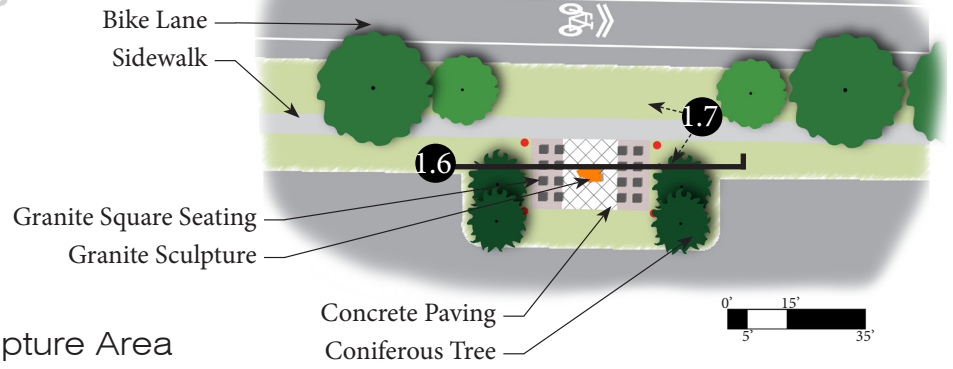 Bike Lane
Sidewalk
1.7
1.6
Granite Square Seating
Granite Sculpture
Concrete Paving
Coniferous Tree
0' 15'
5' 35'
pture Area